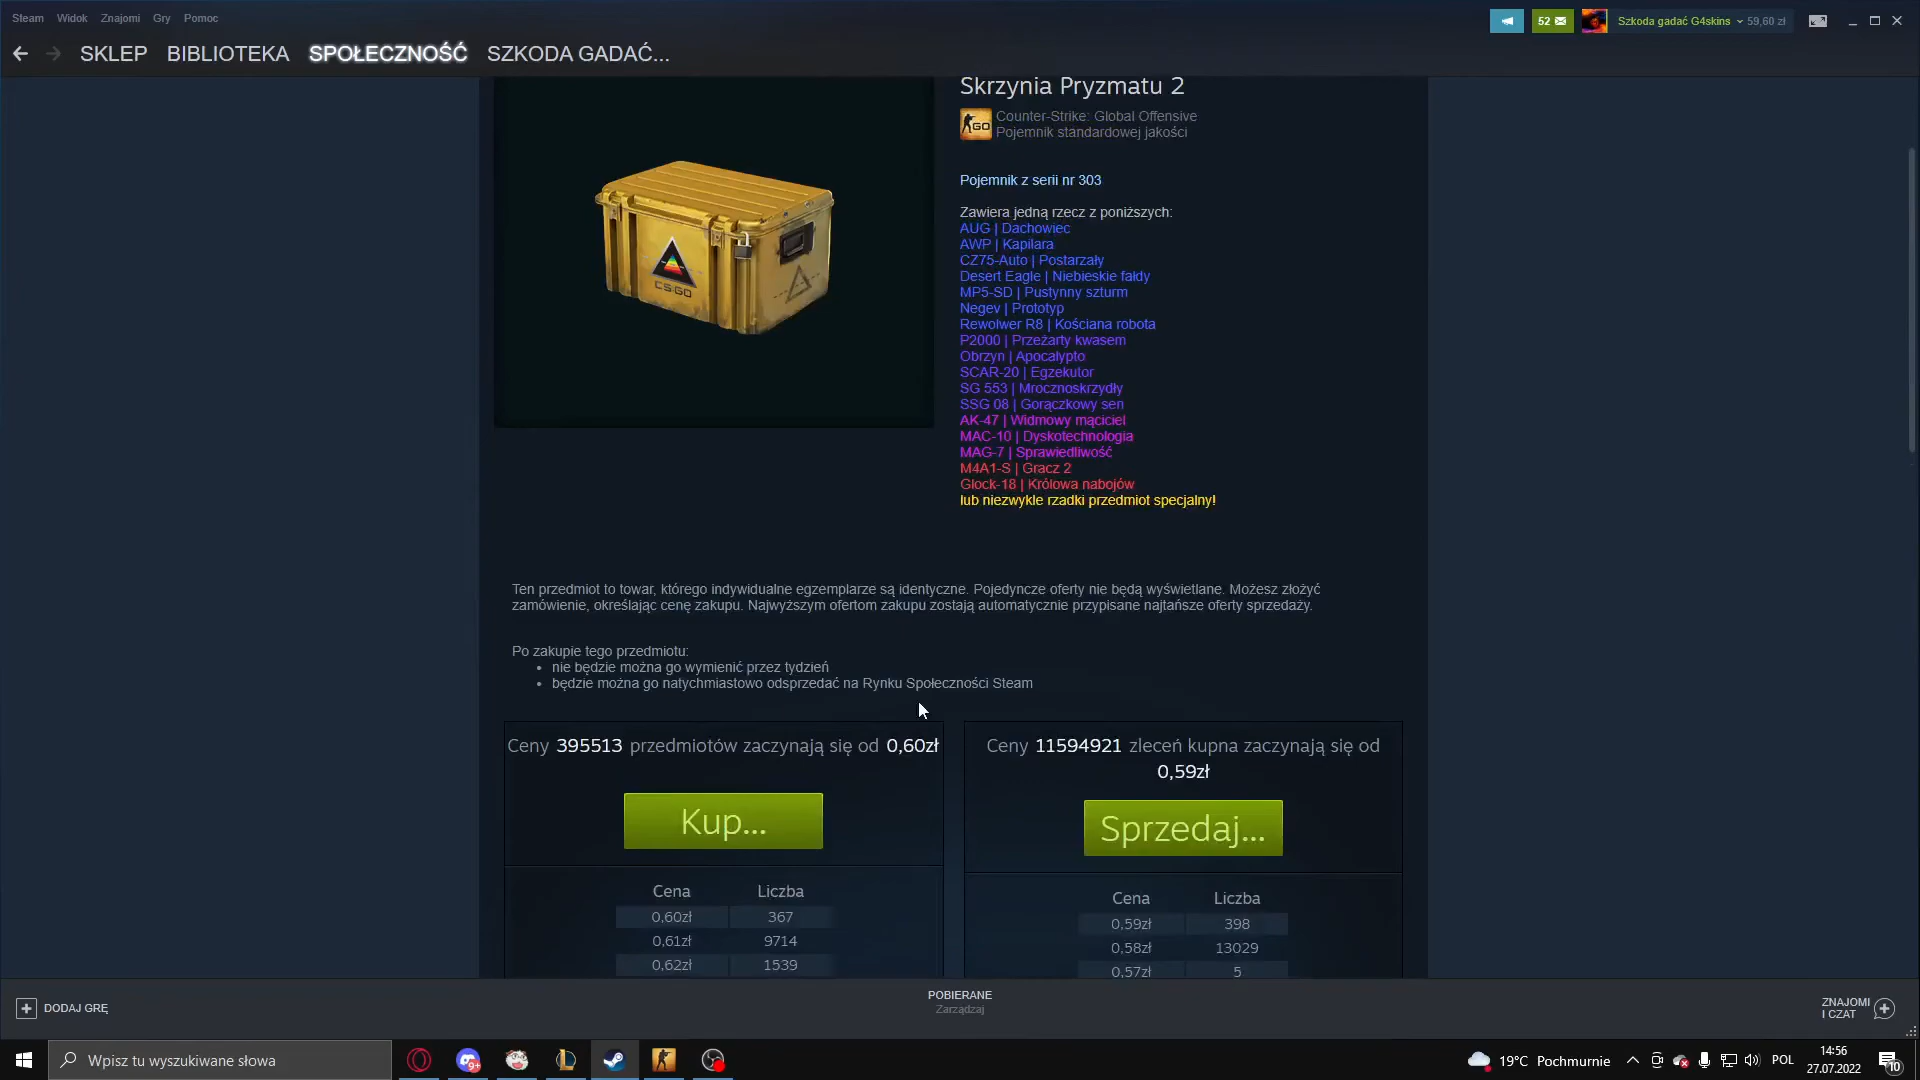 Steam Widok Znajomi Gry Pomoc
52
Szkoda gadać G4skins 59,60 zł
SKLEP BIBLIOTEKA SPOŁECZNOŚĆ SZKODA GADAĆ...
Skrzynia Pryzmatu 2
GO
Counter-Strike: Global Offensive
Pojemnik standardowej jakości
CS:GO
Pojemnik z serii nr 303
Zawiera jedną rzecz z poniższych:
AUG | Dachowiec
AWP | Kapilara
CZ75-Auto | Postarzały
Desert Eagle | Niebieskie fałdy
MP5-SD | Pustynny szturm
Negev | Prototyp
Rewolwer R8 | Kościana robota
P2000 | Przeżarty kwasem
Obrzyn | Apocalypto
SCAR-20 | Egzekutor
SG 553 | Mrocznoskrzydły
SSG 08 | Gorączkowy sen
AK-47 | Widmowy mąciciel
MAC-10 | Dyskotechnologia
MAG-7 | Sprawiedliwość
M4A1-S | Gracz 2
Glock-18 | Królowa nabojów
lub niezwykle rzadki przedmiot specjalny!
Ten przedmiot to towar, którego indywidualne egzemplarze są identyczne. Pojedyncze oferty nie będą wyświetlane. Możesz złożyć
zamówienie, określając cenę zakupu. Najwyższym ofertom zakupu zostają automatycznie przypisane najtańsze oferty sprzedaży.
Po zakupie tego przedmiotu:
• nie będzie można go wymienić przez tydzień
• będzie można go natychmiastowo odsprzedać na Rynku Społeczności Steam
Ceny 395513 przedmiotów zaczynają się od 0,60zł
Kup...
Cena Liczba
0,60zł 367
0,61zł 9714
0,62zł 1539
Ceny 11594921 zleceń kupna zaczynają się od
0,59zł
Sprzedaj...
Cena Liczba
0,59zł 398
0,58zł 13029
0,57zł 5
DODAJ GRĘ
POBIERANE
Zarządzaj
ZNAJOMI
I CZAT
Wpisz tu wyszukiwane słowa
9+
19°C Pochmurnie
POL
14:56
27.07.2022
10